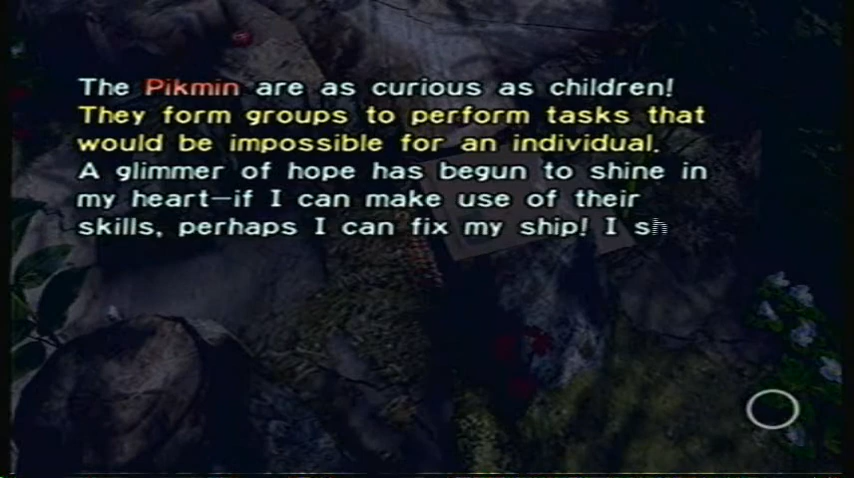 The Pikmin are as curious as children!
They form groups to perform tasks that
would be impossible for an individual.
A glimmer of hope has begun to shine in
my heart—if I can make use of their
skills, perhaps I can fix my ship! I sh